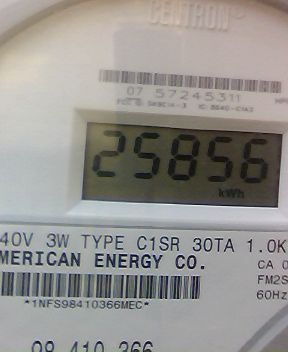 CENTRON®
07 57245311
25856
kWh
40V 3W TYPE C1SR 30TA 1.0K
MERICAN ENERGY CO.
CA 0
FM2S
60Hz
*1NFS98410366MEC*
98 410 366